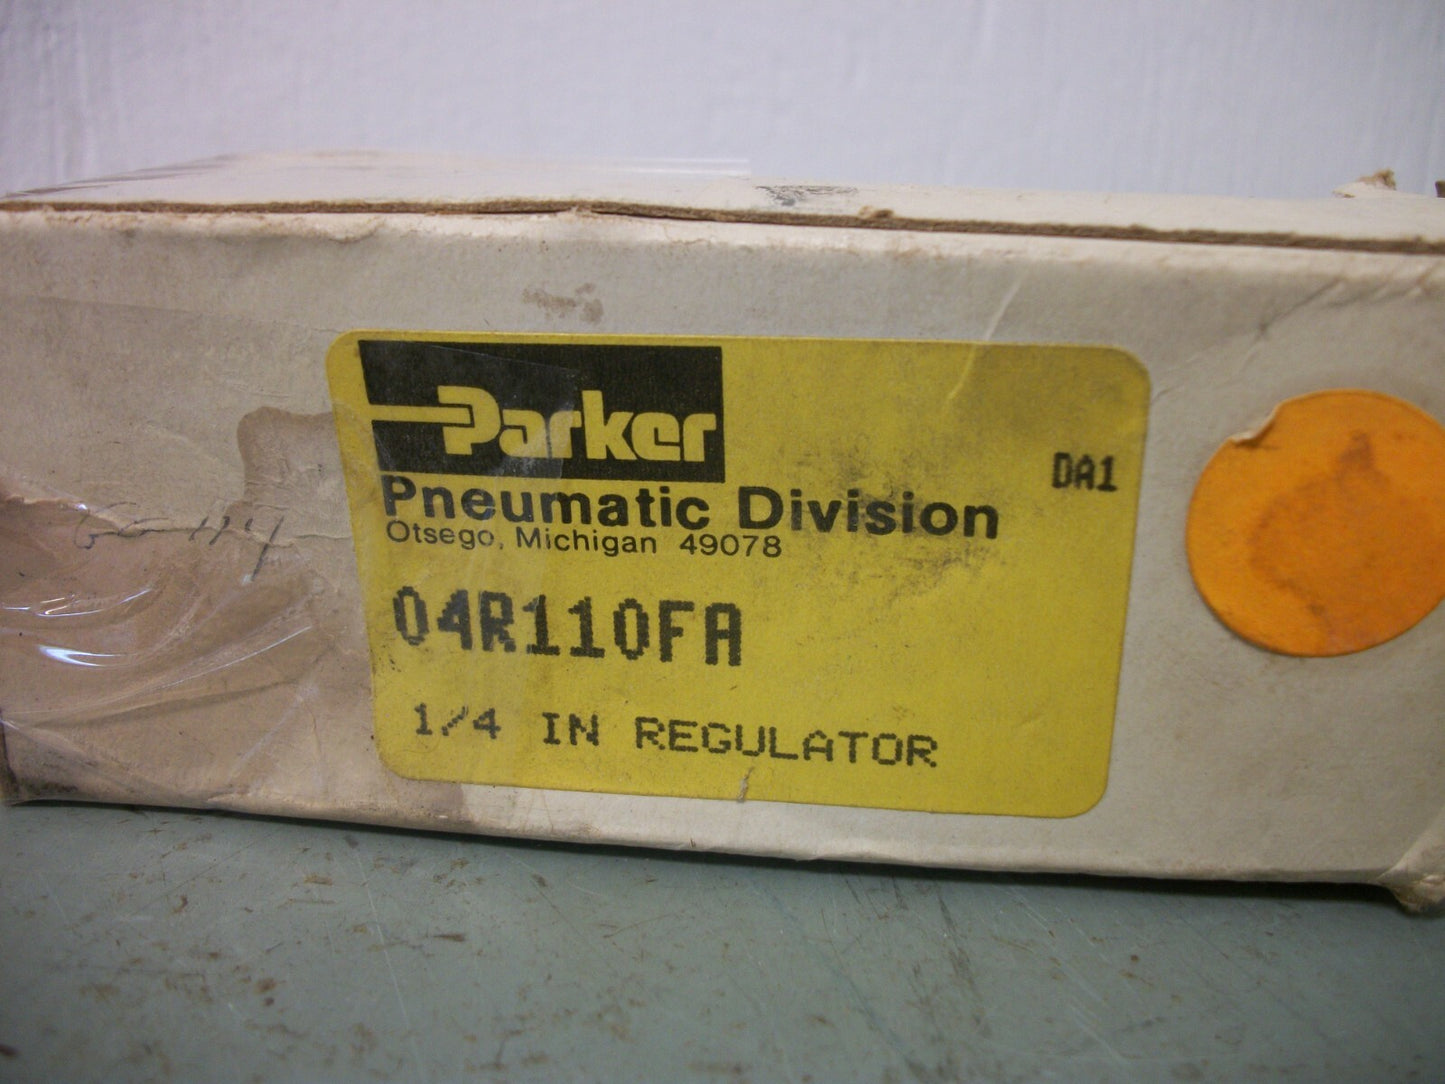 Parker
Pneumatic Division
DA1
Otsego, Michigan 49078
04R110FA
1/4 IN REGULATOR